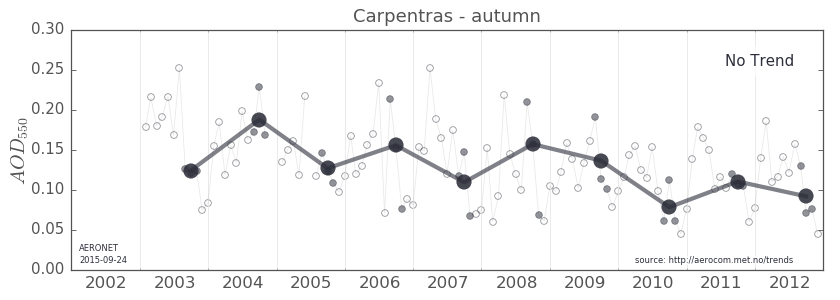 Carpentras - autumn
0.30
0.25
0.20
0.15
0.10
0.05
0.00
AOD550
No Trend
AERONET
2015-09-24
source: http://aerocom.met.no/trends
2002 2003 2004 2005 2006 2007 2008 2009 2010 2011 2012